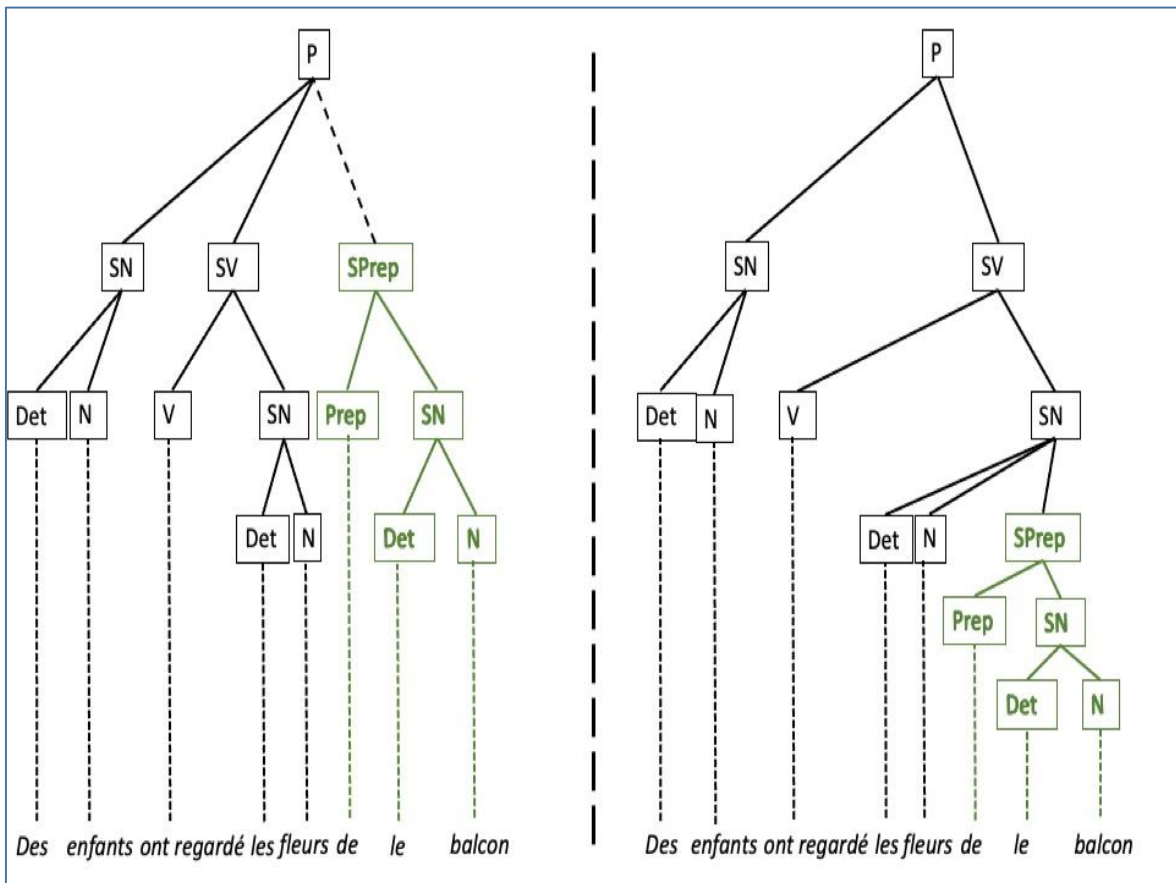 P
P
SN
SV
SPrep
SN
SV
Det
N
V
SN
Prep
SN
Det
N
V
SN
Det
N
Det
N
Det
N
SPrep
Prep
SN
Det
N
Des enfants ont regardé les fleurs de le balcon
Des enfants ont regardé les fleurs de le balcon